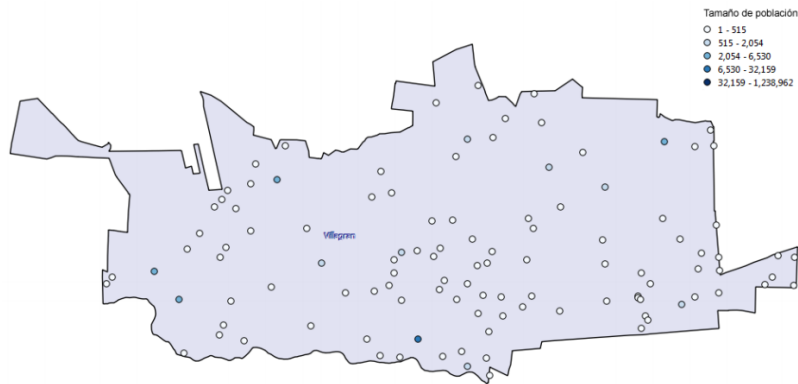 Tamaño de población
1 - 515
515 - 2,054
2,054 - 6,530
6,530 - 32,159
32,159 - 1,238,962
Villagran